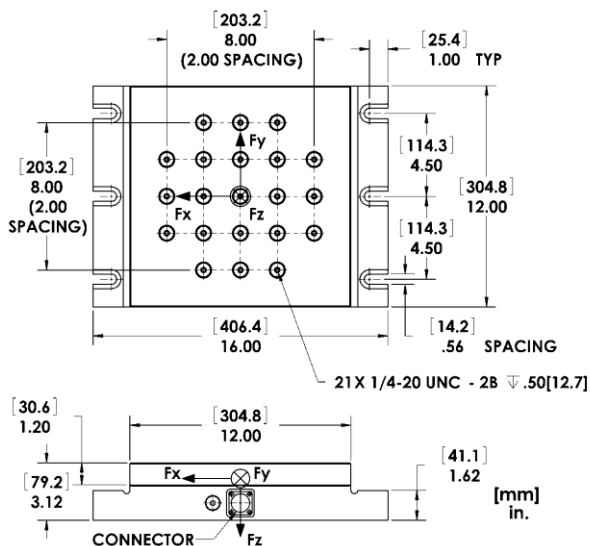 [203.2]
8.00
(2.00 SPACING)
[25.4]
1.00 TYP
[203.2]
8.00
(2.00
SPACING)
Fy
Fx
Fz
[114.3]
4.50
[304.8]
12.00
[114.3]
4.50
[406.4]
16.00
[14.2]
.56 SPACING
21X 1/4-20 UNC - 2B ↧ .50[12.7]
[30.6]
1.20
[304.8]
12.00
[79.2]
3.12
Fx
Fy
[41.1]
1.62
[mm]
in.
CONNECTOR
Fz